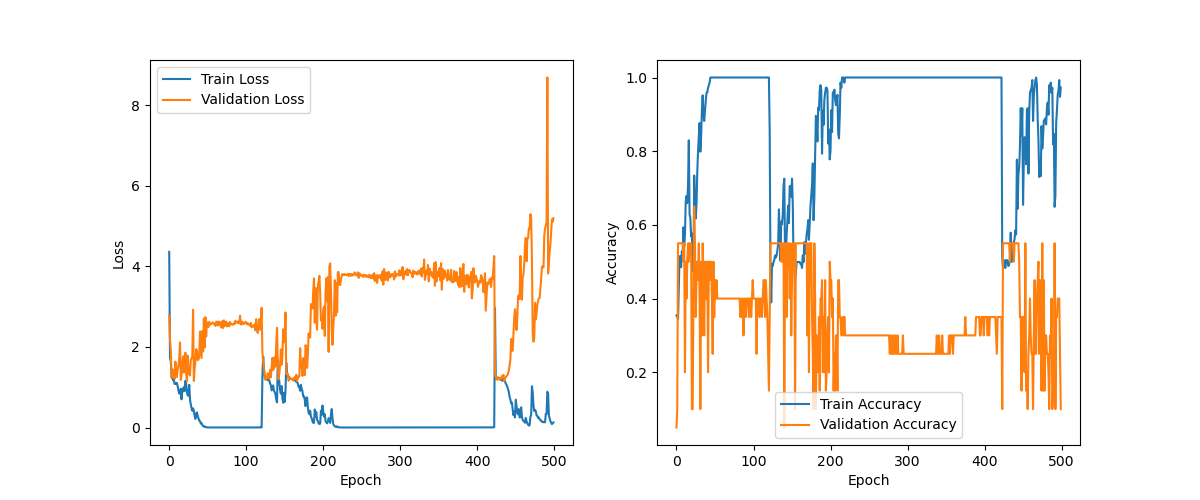 Train Loss
Validation Loss
8
6
4
2
0
Loss
0 100 200 300 400 500
Epoch
1.0
0.8
0.6
0.4
0.2
Accuracy
Train Accuracy
Validation Accuracy
0 100 200 300 400 500
Epoch